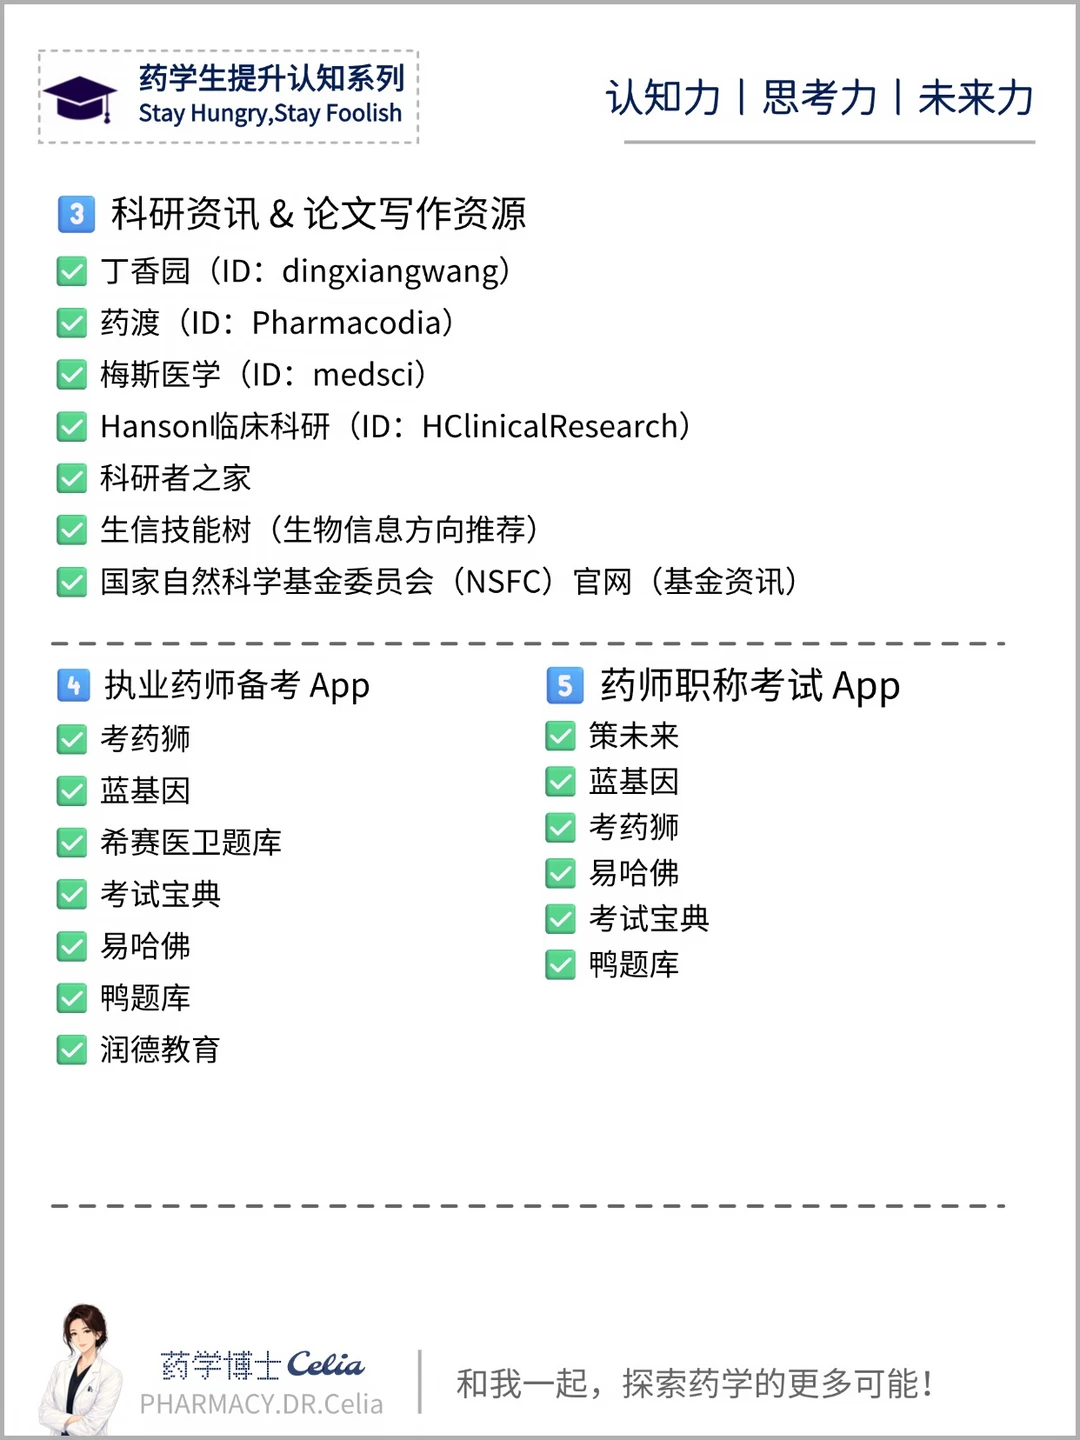 药学生提升认知系列
Stay Hungry,Stay Foolish
认知力 | 思考力 | 未来力
3 科研资讯 & 论文写作资源
✅ 丁香园（ID：dingxiangwang）
✅ 药渡（ID：Pharmacodia）
✅ 梅斯医学（ID：medsci）
✅ Hanson临床科研（ID：HClinicalResearch）
✅ 科研者之家
✅ 生信技能树（生物信息方向推荐）
✅ 国家自然科学基金委员会（NSFC）官网（基金资讯）
4 执业药师备考 App
✅ 考药狮
✅ 蓝基因
✅ 希赛医卫题库
✅ 考试宝典
✅ 易哈佛
✅ 鸭题库
✅ 润德教育
5 药师职称考试 App
✅ 策未来
✅ 蓝基因
✅ 考药狮
✅ 易哈佛
✅ 考试宝典
✅ 鸭题库
药学博士 Celia
PHARMACY.DR.Celia
和我一起，探索药学的更多可能！